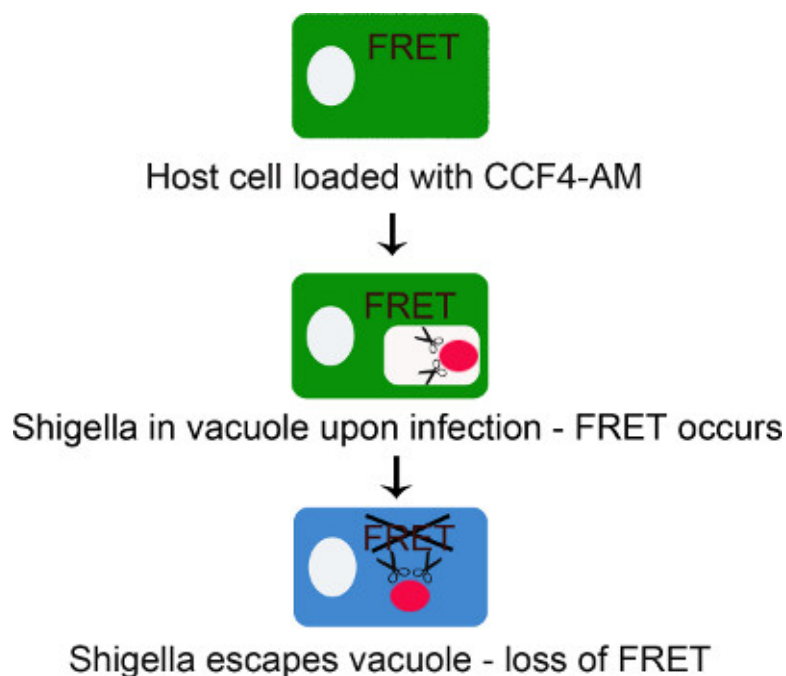 FRET
Host cell loaded with CCF4-AM
FRET
Shigella in vacuole upon infection - FRET occurs
FRET
Shigella escapes vacuole - loss of FRET